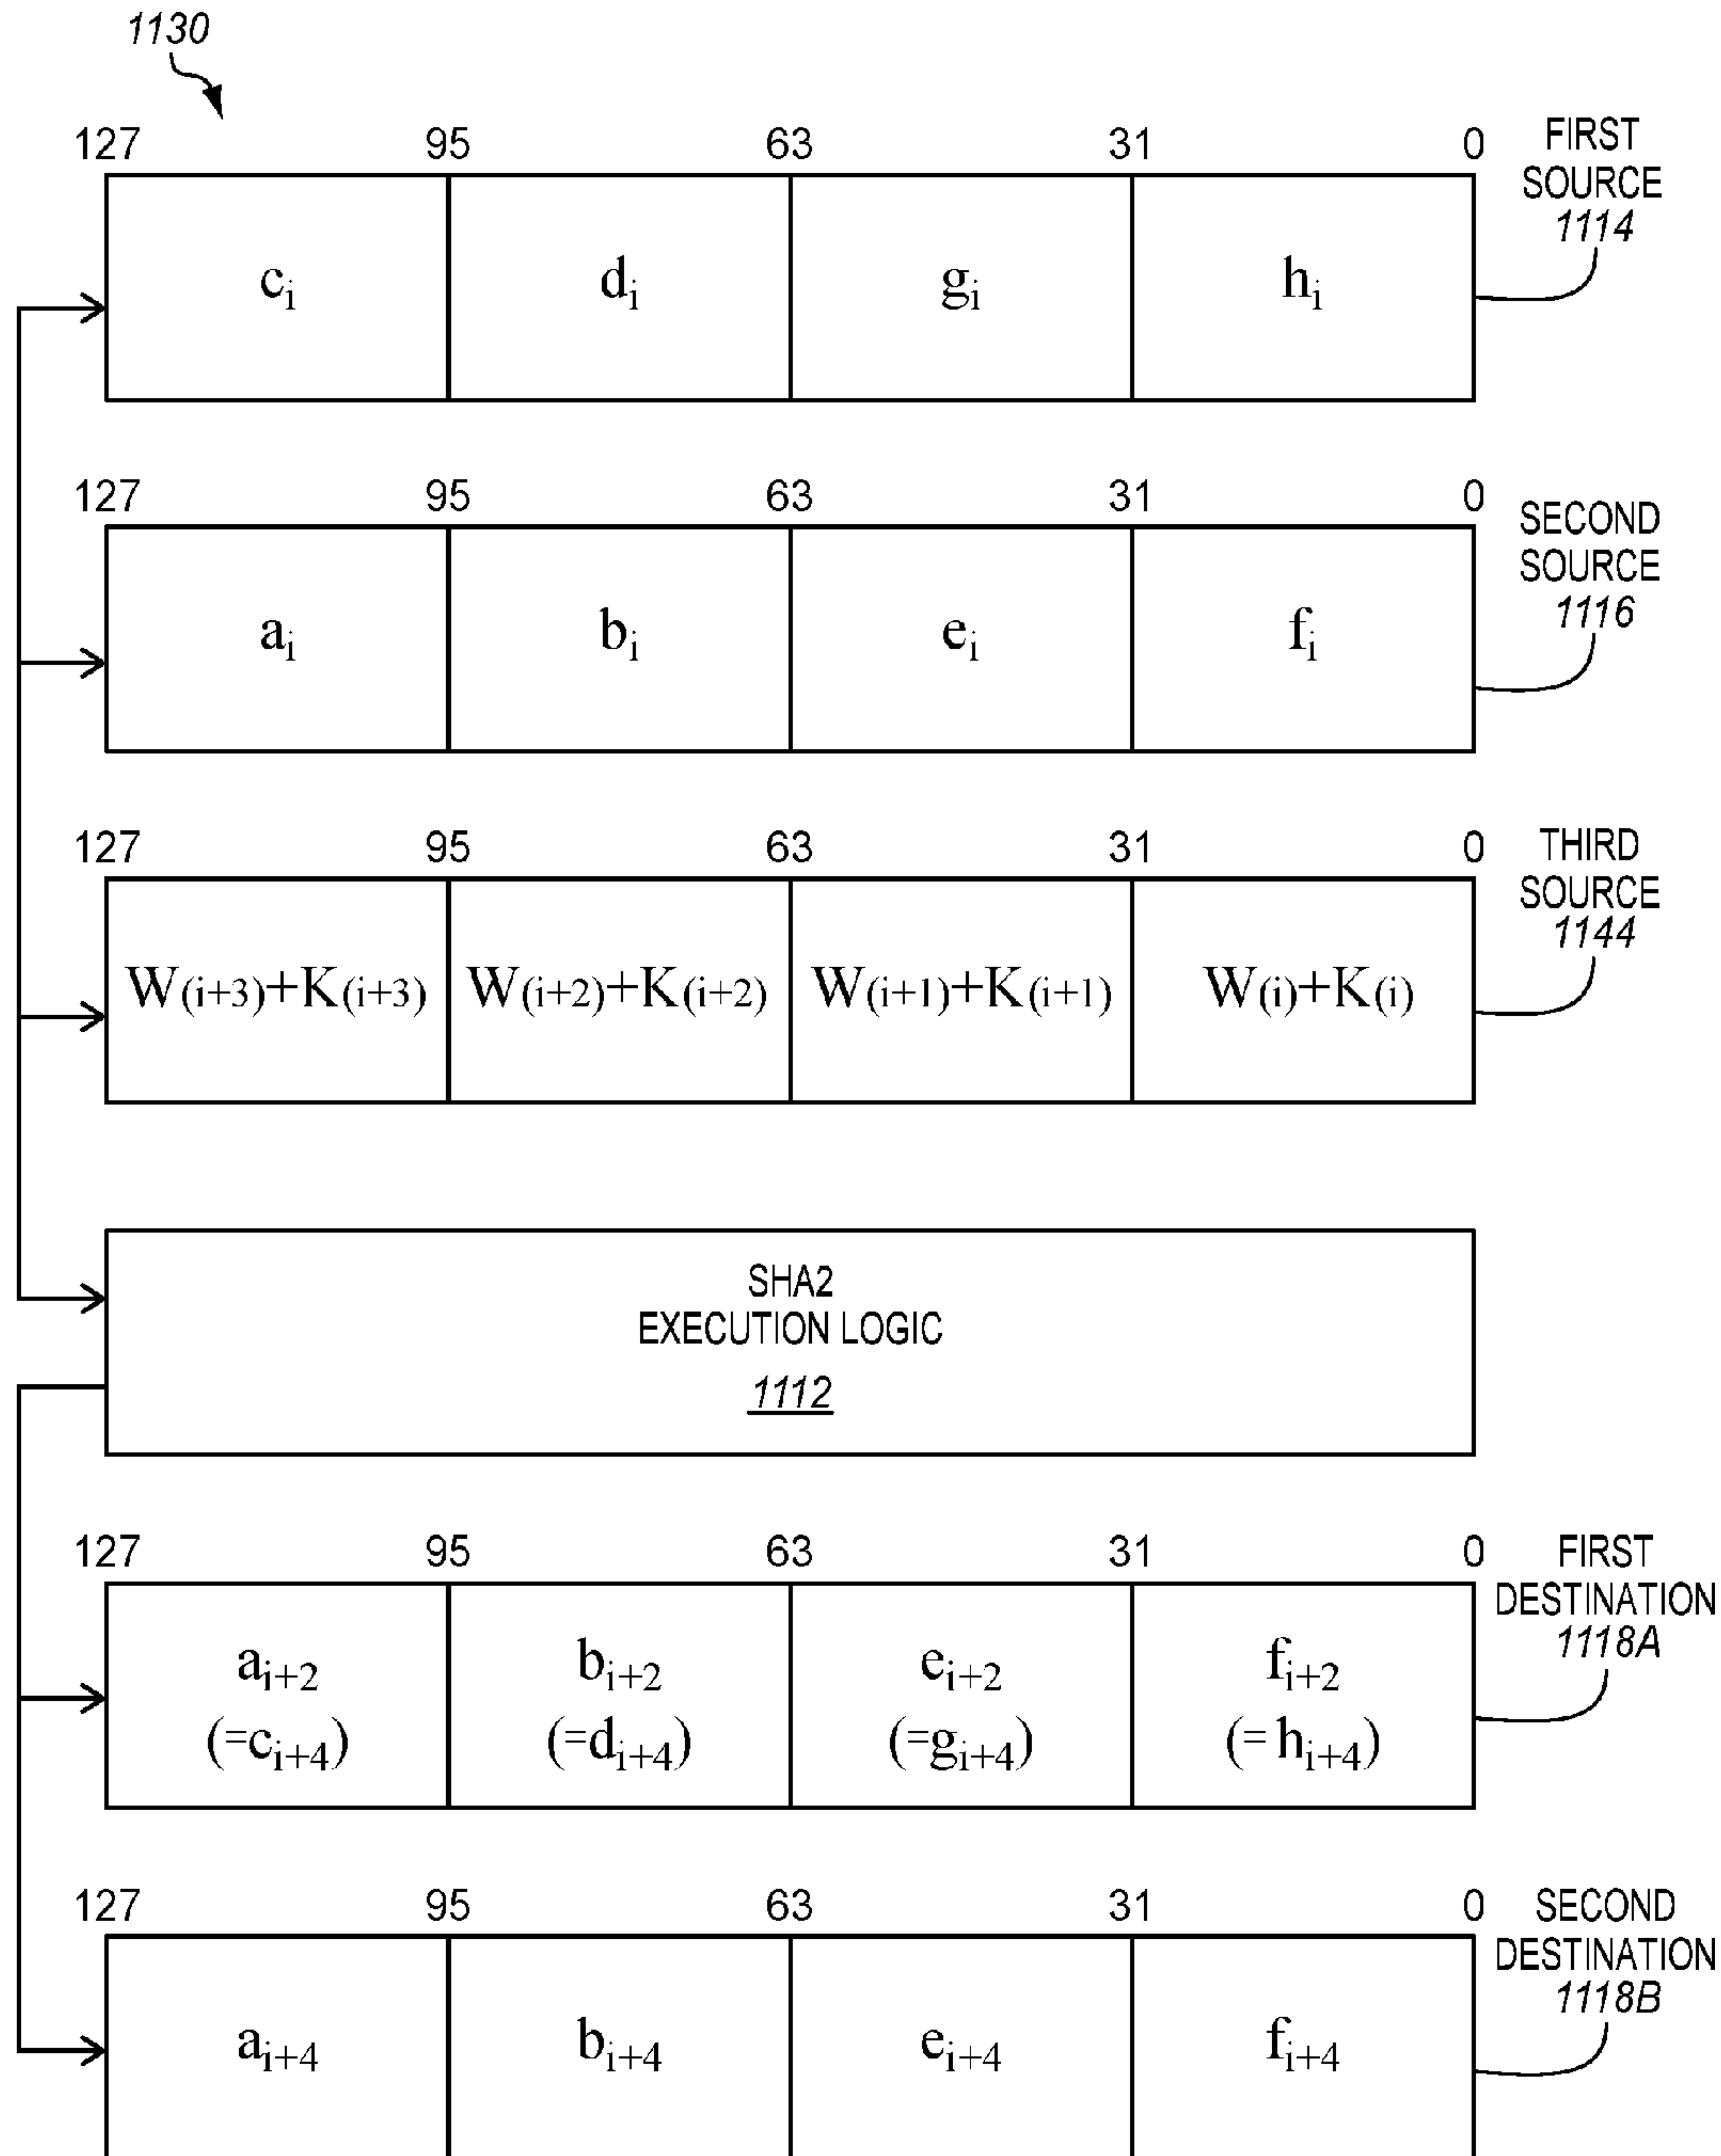 1130
127 95 63 31 0 FIRST
SOURCE
1114
cᵢ dᵢ gᵢ hᵢ
127 95 63 31 0 SECOND
SOURCE
1116
aᵢ bᵢ eᵢ fᵢ
127 95 63 31 0 THIRD
SOURCE
1144
W(i+3)+K(i+3) W(i+2)+K(i+2) W(i+1)+K(i+1) W(i)+K(i)
SHA2
EXECUTION LOGIC
1112
127 95 63 31 0 FIRST
DESTINATION
1118A
aᵢ₊₂ bᵢ₊₂ eᵢ₊₂ fᵢ₊₂
(=cᵢ₊₄) (=dᵢ₊₄) (=gᵢ₊₄) (= hᵢ₊₄)
127 95 63 31 0 SECOND
DESTINATION
1118B
aᵢ₊₄ bᵢ₊₄ eᵢ₊₄ fᵢ₊₄